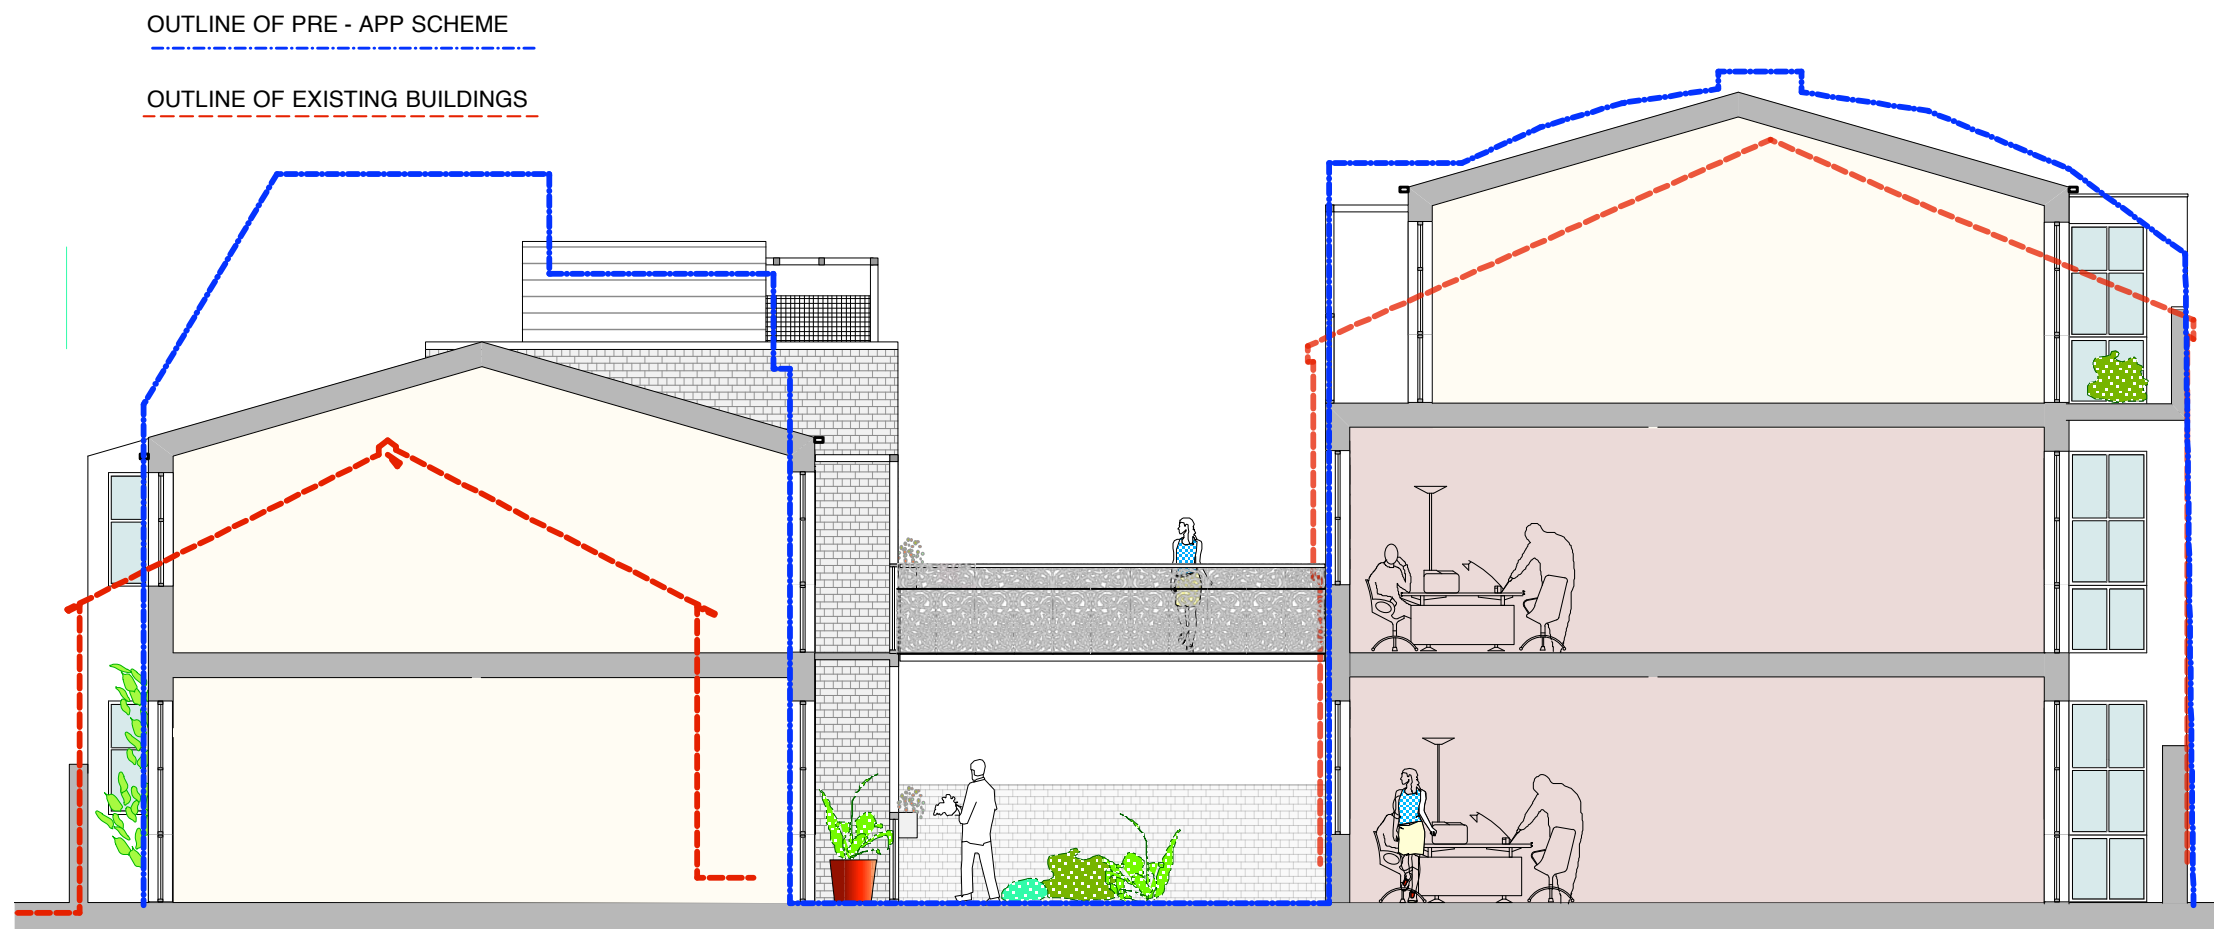 OUTLINE OF PRE - APP SCHEME
OUTLINE OF EXISTING BUILDINGS